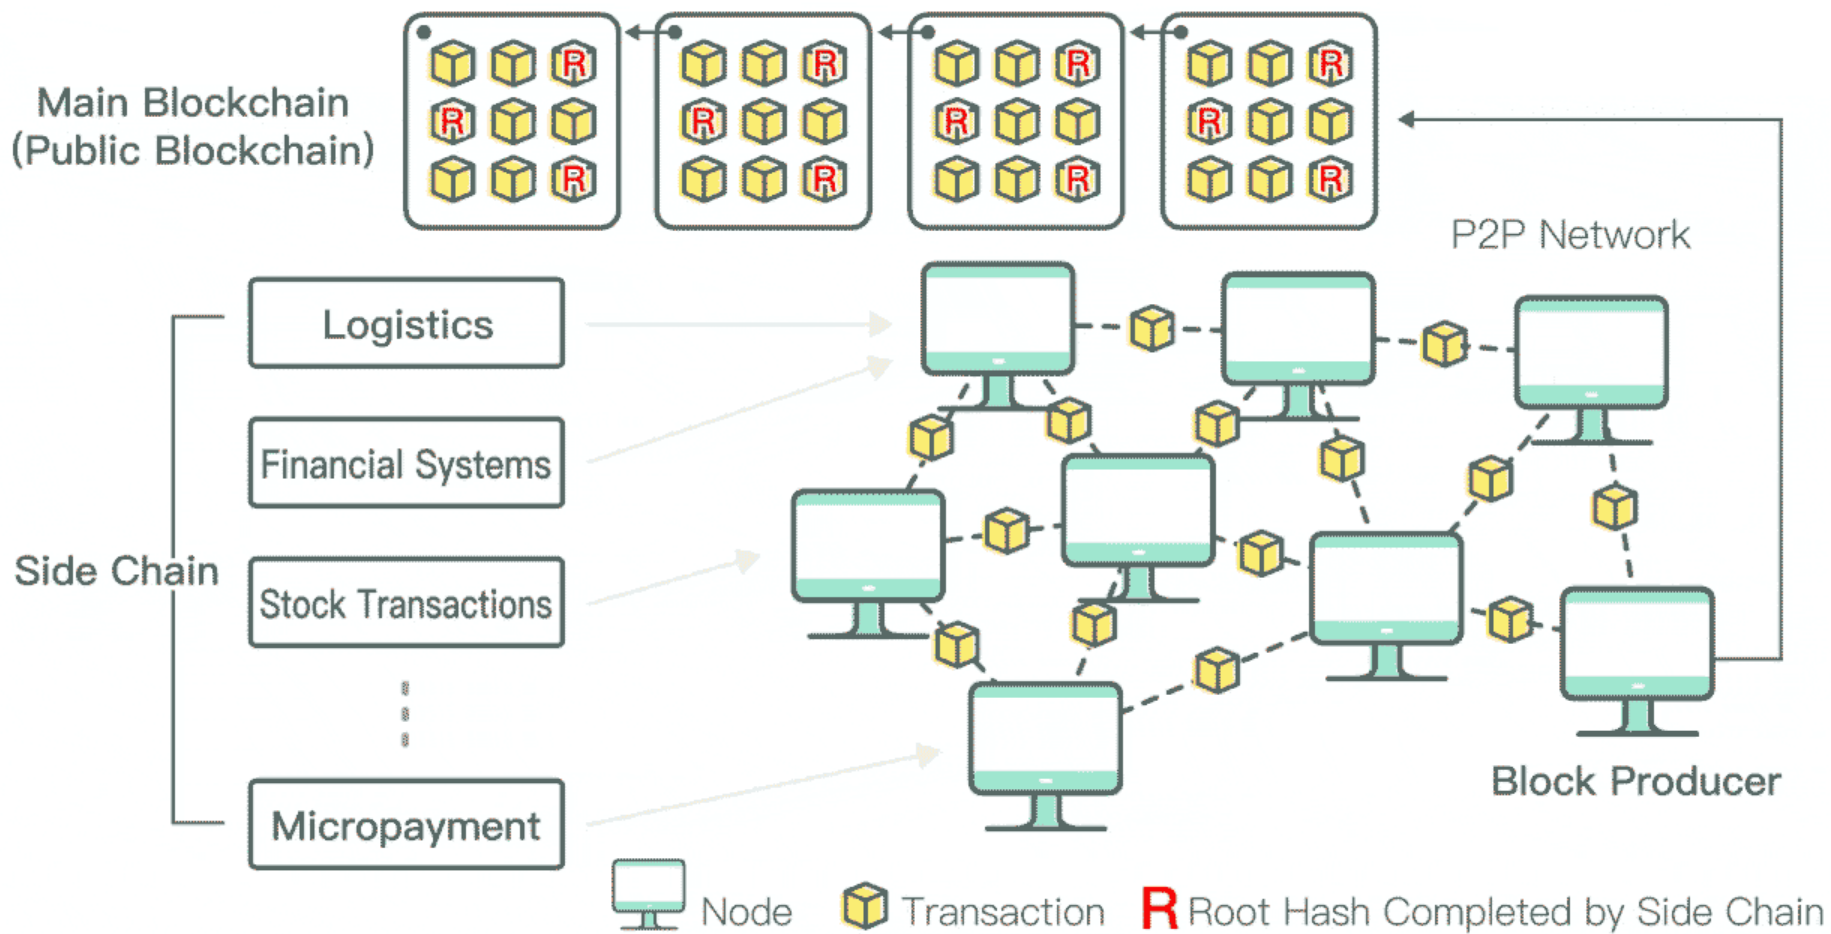 Main Blockchain
(Public Blockchain)
R
R
R
R
R
R
R
R
R
R
R
R
P2P Network
Logistics
Financial Systems
Side Chain
Stock Transactions
Micropayment
Block Producer
Node
Transaction
R Root Hash Completed by Side Chain